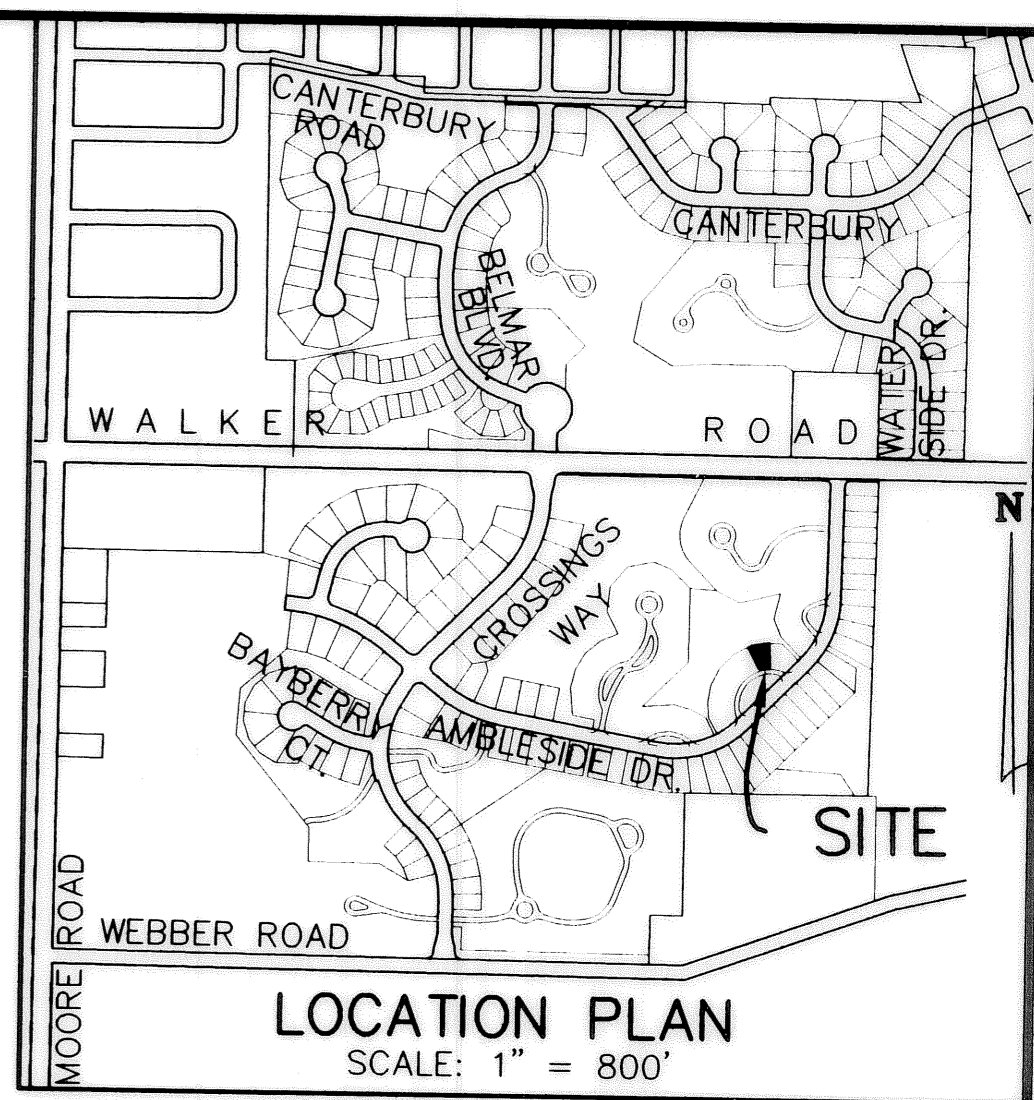 CANTERBURY
ROAD
CANTERBURY
BELMAR
BLVD.
WATER
SIDE DR.
WALKER
ROAD
N
CROSSINGS
WAY
BAYBERRY
CT.
AMBLESIDE DR.
SITE
MOORE ROAD
WEBBER ROAD
LOCATION PLAN
SCALE: 1" = 800'